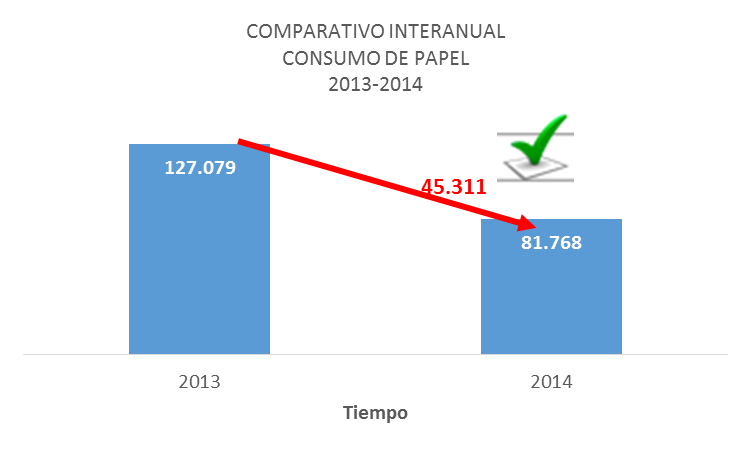 COMPARATIVO INTERANUAL
CONSUMO DE PAPEL
2013-2014
127.079
45.311
81.768
2013
2014
Tiempo